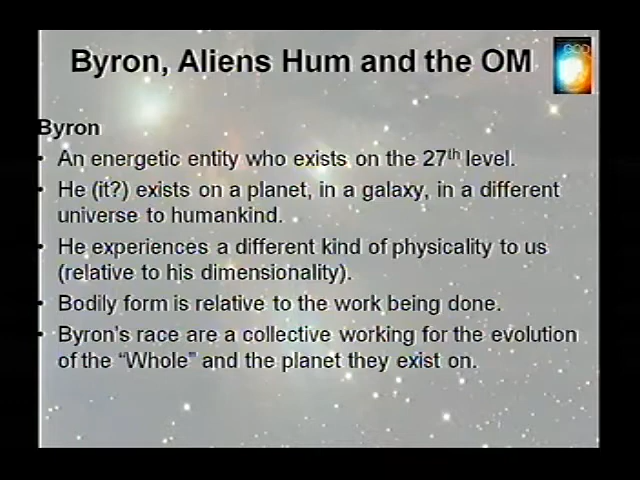 Byron, Aliens Hum and the OM
GOD
Byron
• An energetic entity who exists on the 27th level.
• He (it?) exists on a planet, in a galaxy, in a different
universe to humankind.
• He experiences a different kind of physicality to us
(relative to his dimensionality).
• Bodily form is relative to the work being done.
• Byron's race are a collective working for the evolution
of the “Whole” and the planet they exist on.